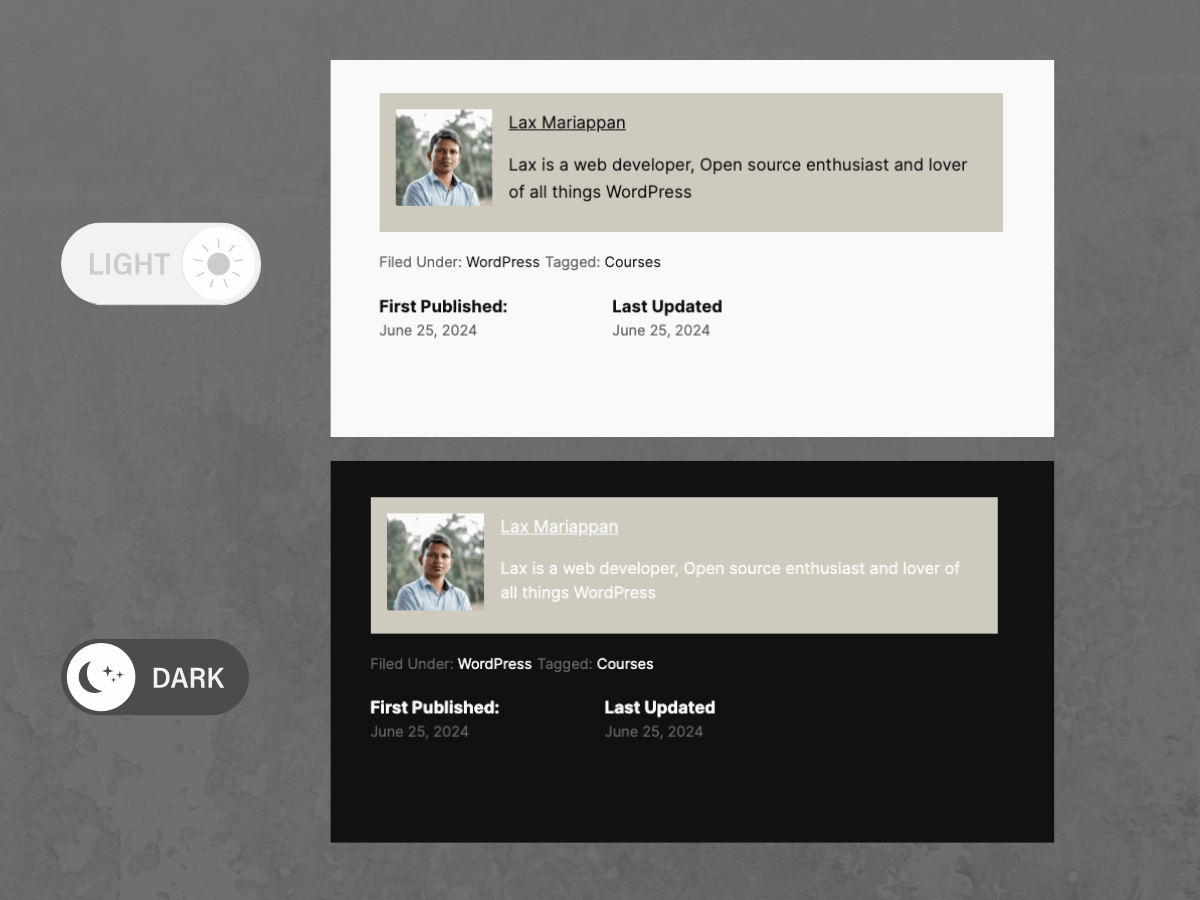 LIGHT
Lax Mariappan
Lax is a web developer, Open source enthusiast and lover
of all things WordPress
Filed Under: WordPress Tagged: Courses
First Published: Last Updated
June 25, 2024 June 25, 2024
DARK
Lax Mariappan
Lax is a web developer, Open source enthusiast and lover of
all things WordPress
Filed Under: WordPress Tagged: Courses
First Published: Last Updated
June 25, 2024 June 25, 2024